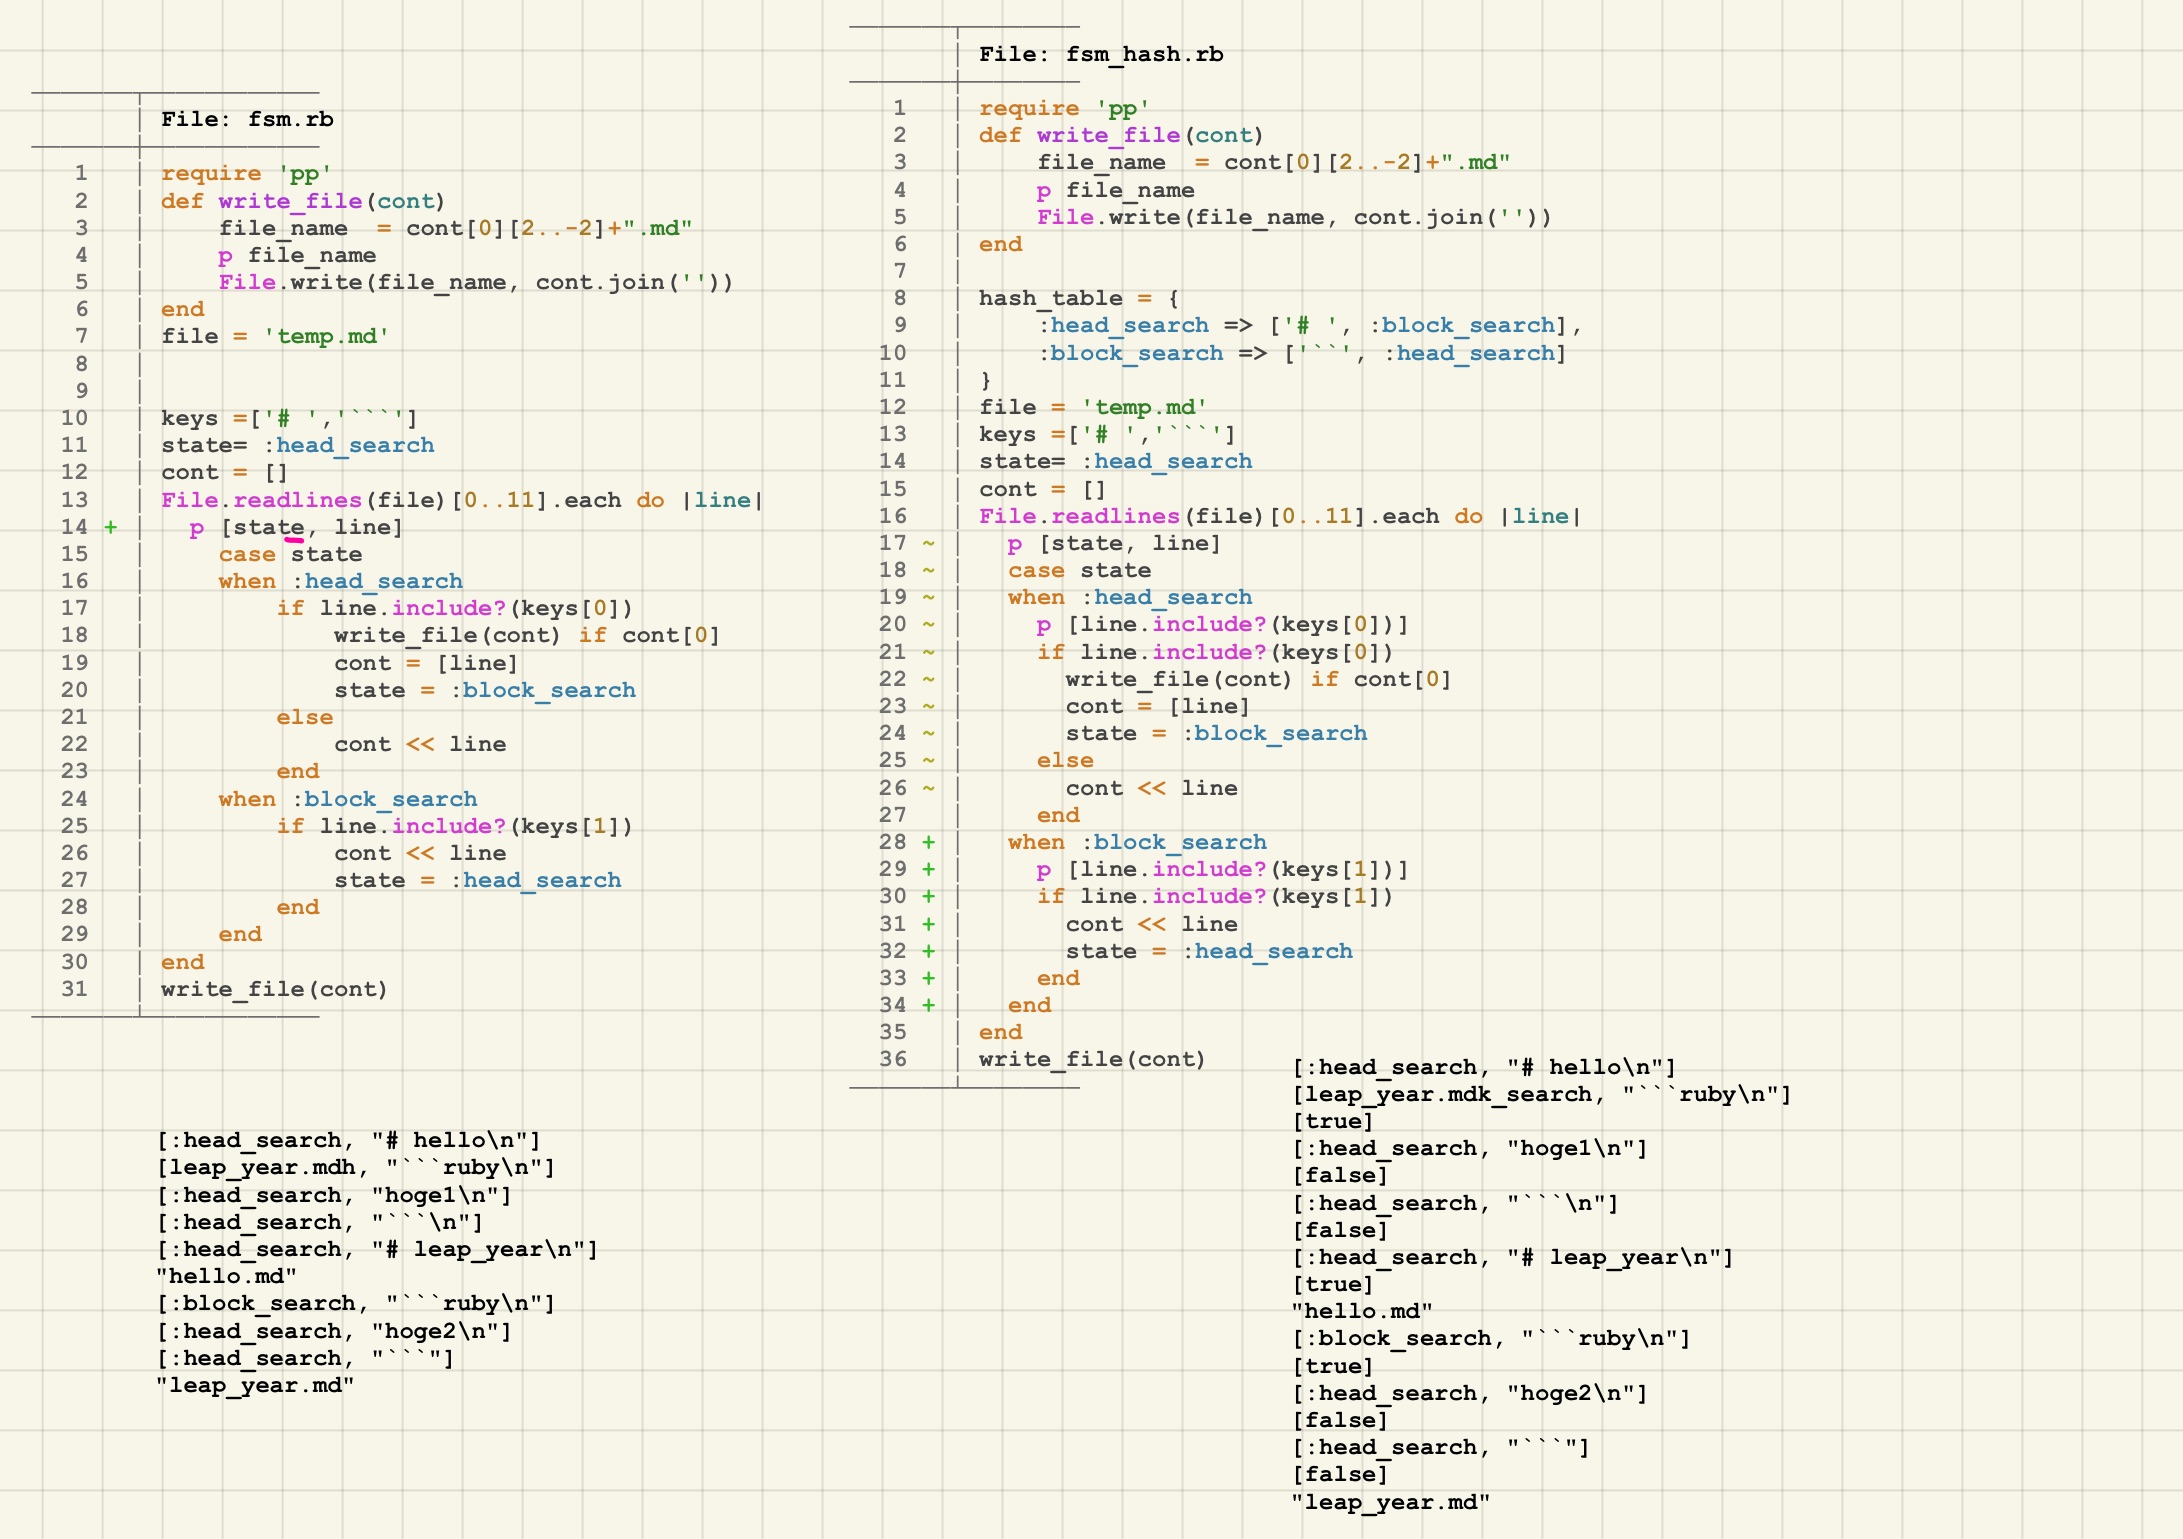 File: fsm.rb
1 require 'pp'
2 def write_file(cont)
3 file_name  = cont[0][2..-2]+".md"
4 p file_name
5 File.write(file_name, cont.join(''))
6 end
7 file = 'temp.md'
8
9
10 keys =['# ','```']
11 state= :head_search
12 cont = []
13 File.readlines(file)[0..11].each do |line|
14 + p [state, line]
15 case state
16 when :head_search
17 if line.include?(keys[0])
18 write_file(cont) if cont[0]
19 cont = [line]
20 state = :block_search
21 else
22 cont << line
23 end
24 when :block_search
25 if line.include?(keys[1])
26 cont << line
27 state = :head_search
28 end
29 end
30 end
31 write_file(cont)
[:head_search, "# hello\n"]
[leap_year.mdh, "```ruby\n"]
[:head_search, "hoge1\n"]
[:head_search, "```\n"]
[:head_search, "# leap_year\n"]
"hello.md"
[:block_search, "```ruby\n"]
[:head_search, "hoge2\n"]
[:head_search, "```"]
"leap_year.md"
File: fsm_hash.rb
1 require 'pp'
2 def write_file(cont)
3 file_name  = cont[0][2..-2]+".md"
4 p file_name
5 File.write(file_name, cont.join(''))
6 end
7
8 hash_table = {
9 :head_search => ['# ', :block_search],
10 :block_search => ['```', :head_search]
11 }
12 file = 'temp.md'
13 keys =['# ','```']
14 state= :head_search
15 cont = []
16 File.readlines(file)[0..11].each do |line|
17 ~ p [state, line]
18 ~ case state
19 ~ when :head_search
20 ~ p [line.include?(keys[0])]
21 ~ if line.include?(keys[0])
22 ~ write_file(cont) if cont[0]
23 ~ cont = [line]
24 ~ state = :block_search
25 ~ else
26 ~ cont << line
27 end
28 + when :block_search
29 + p [line.include?(keys[1])]
30 + if line.include?(keys[1])
31 + cont << line
32 + state = :head_search
33 + end
34 + end
35 end
36 write_file(cont)
[:head_search, "# hello\n"]
[leap_year.mdk_search, "```ruby\n"]
[true]
[:head_search, "hoge1\n"]
[false]
[:head_search, "```\n"]
[false]
[:head_search, "# leap_year\n"]
[true]
"hello.md"
[:block_search, "```ruby\n"]
[true]
[:head_search, "hoge2\n"]
[false]
[:head_search, "```"]
[false]
"leap_year.md"